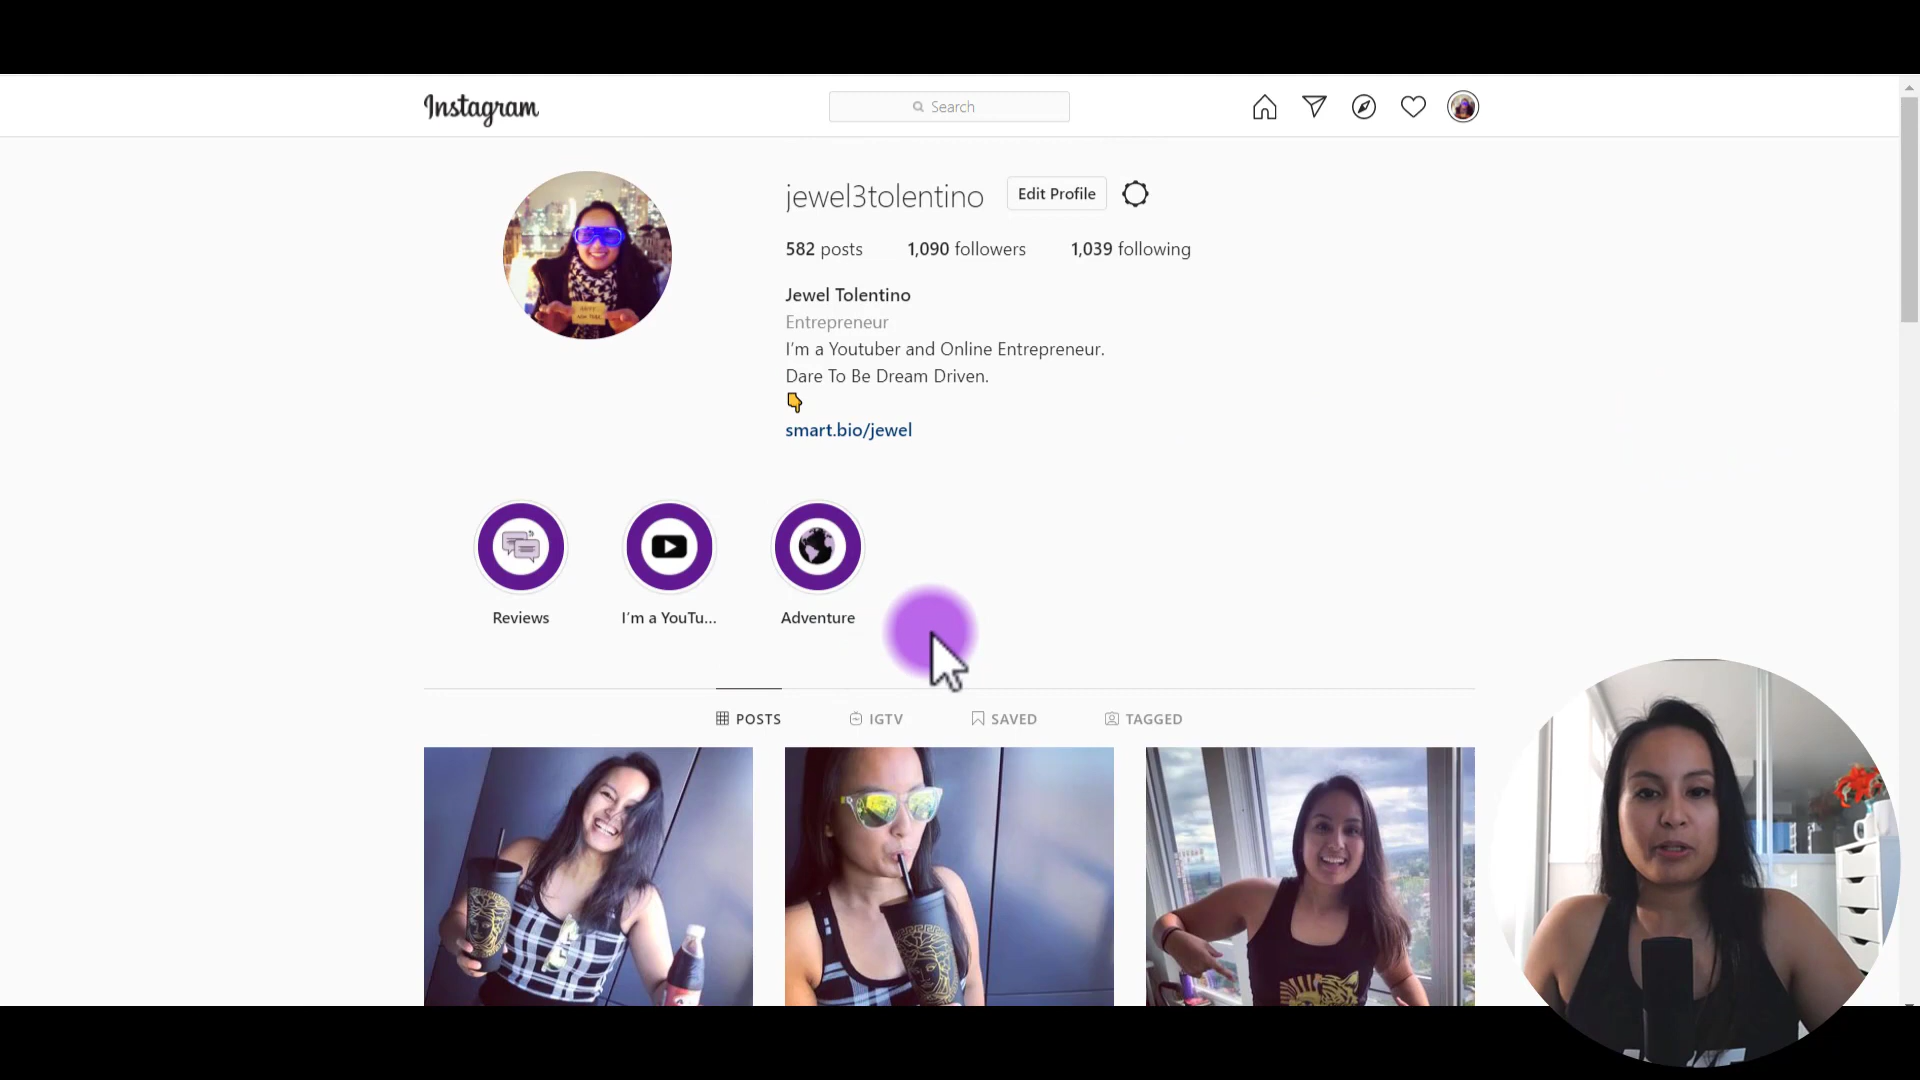 Instagram
Search
jewel3tolentino
Edit Profile
582 posts 1,090 followers 1,039 following
Jewel Tolentino
Entrepreneur
I'm a Youtuber and Online Entrepreneur.
Dare To Be Dream Driven.
👇
smart.bio/jewel
Reviews I'm a YouTu... Adventure
POSTS IGTV SAVED TAGGED